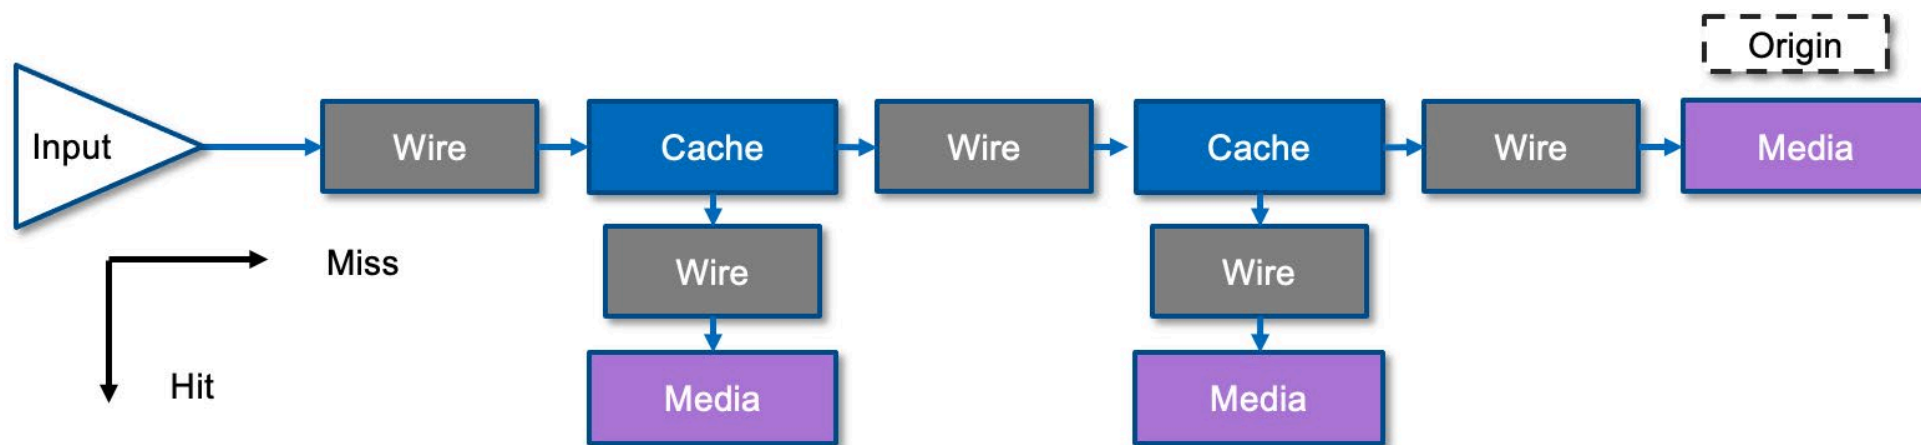 Origin
Input
Wire
Cache
Wire
Cache
Wire
Media
Miss
Wire
Wire
Hit
Media
Media